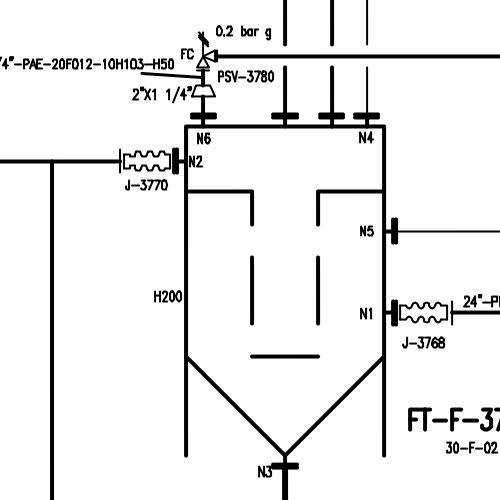 0.2 bar g
FC
/4"-PAE-20F012-10H103-H50
PSV-3780
2"X1 1/4"
N6
N4
N2
J-3770
N5
H200
N1
24"-P
J-3768
FT-F-37
30-F-02
N3